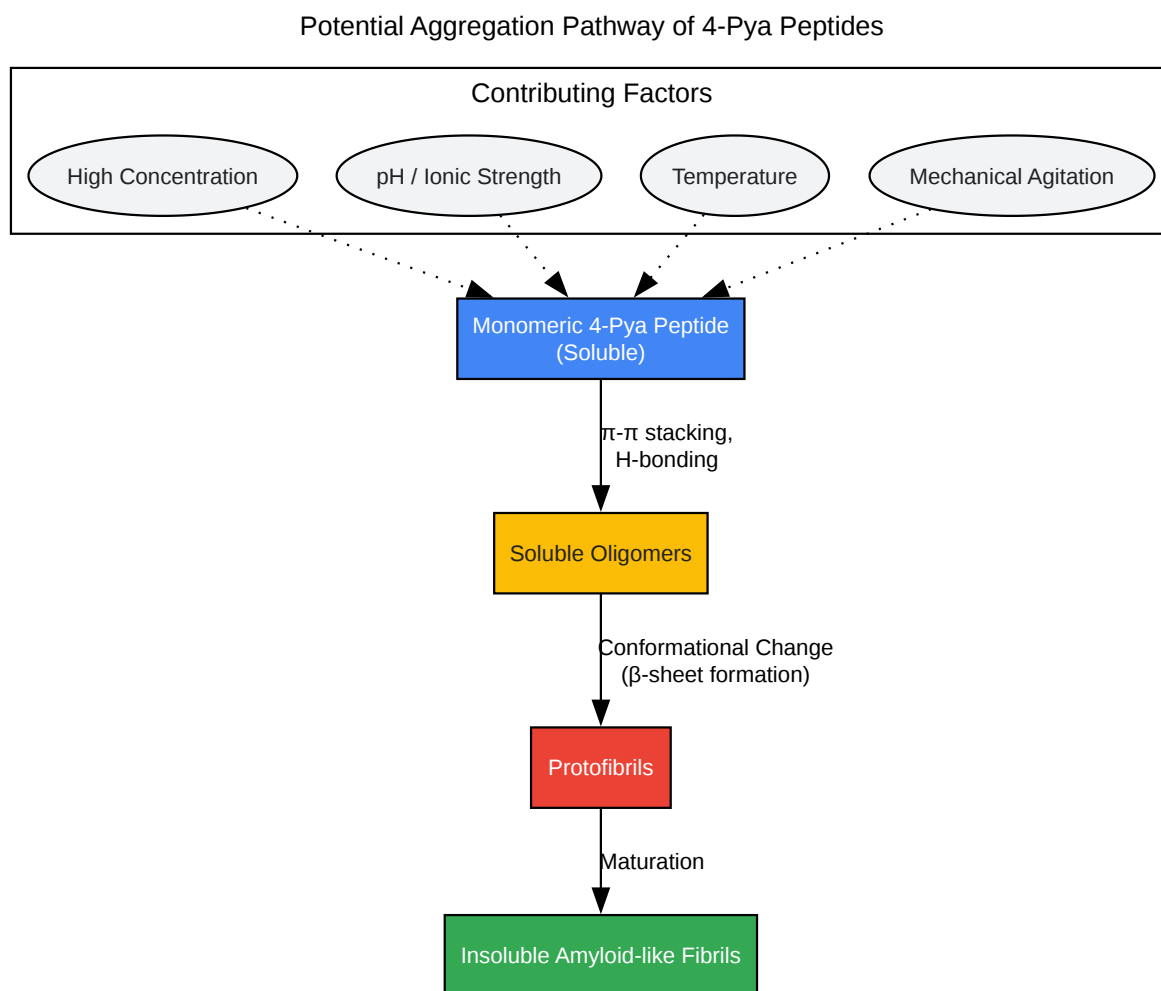 Potential Aggregation Pathway of 4-Pya Peptides
Contributing Factors
High Concentration
pH / Ionic Strength
Temperature
Mechanical Agitation
Monomeric 4-Pya Peptide
(Soluble)
π-π stacking,
H-bonding
Soluble Oligomers
Conformational Change
(β-sheet formation)
Protofibrils
Maturation
Insoluble Amyloid-like Fibrils